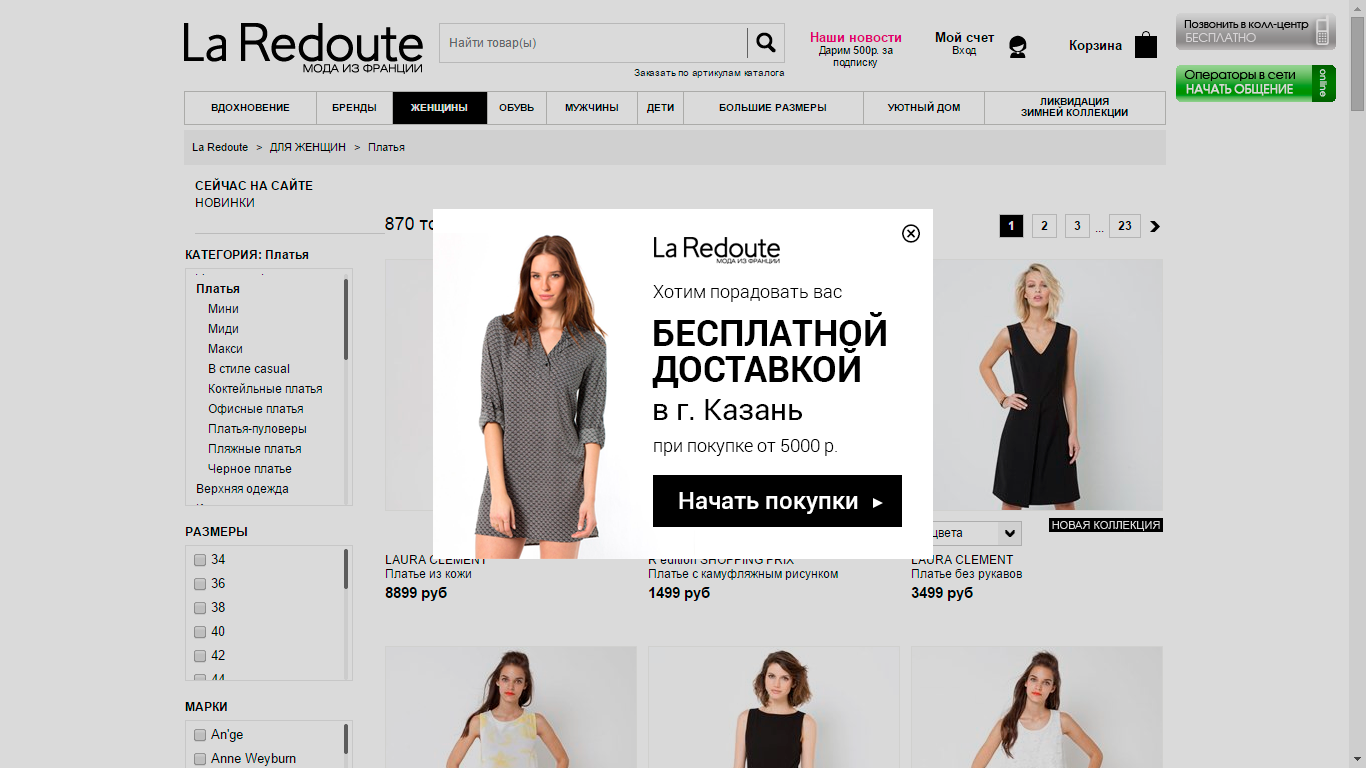 La Redoute
МОДА ИЗ ФРАНЦИИ
Найти товар(ы)
Заказать по артикулам каталога
Наши новости
Дарим 500р. за
подписку
Мой счет
Вход
Корзина
Позвонить в колл-центр
БЕСПЛАТНО
Операторы в сети
НАЧАТЬ ОБЩЕНИЕ
online
ВДОХНОВЕНИЕ
БРЕНДЫ
ЖЕНЩИНЫ
ОБУВЬ
МУЖЧИНЫ
ДЕТИ
БОЛЬШИЕ РАЗМЕРЫ
УЮТНЫЙ ДОМ
ЛИКВИДАЦИЯ
ЗИМНЕЙ КОЛЛЕКЦИИ
La Redoute > ДЛЯ ЖЕНЩИН > Платья
СЕЙЧАС НА САЙТЕ
НОВИНКИ
870
1 2 3 ... 23
КАТЕГОРИЯ: Платья
Платья
Мини
Миди
Макси
В стиле casual
Коктейльные платья
Офисные платья
Платья-пуловеры
Пляжные платья
Черное платье
Верхняя одежда
РАЗМЕРЫ
34
36
38
40
42
44
МАРКИ
An'ge
Anne Weyburn
La Redoute
МОДА ИЗ ФРАНЦИИ
Хотим порадовать вас
БЕСПЛАТНОЙ
ДОСТАВКОЙ
в г. Казань
при покупке от 5000 р.
Начать покупки
цвета
НОВАЯ КОЛЛЕКЦИЯ
LAURA CLEMENT
Платье из кожи
8899 руб
R edition SHOPPING PRIX
Платье с камуфляжным рисунком
1499 руб
LAURA CLEMENT
Платье без рукавов
3499 руб